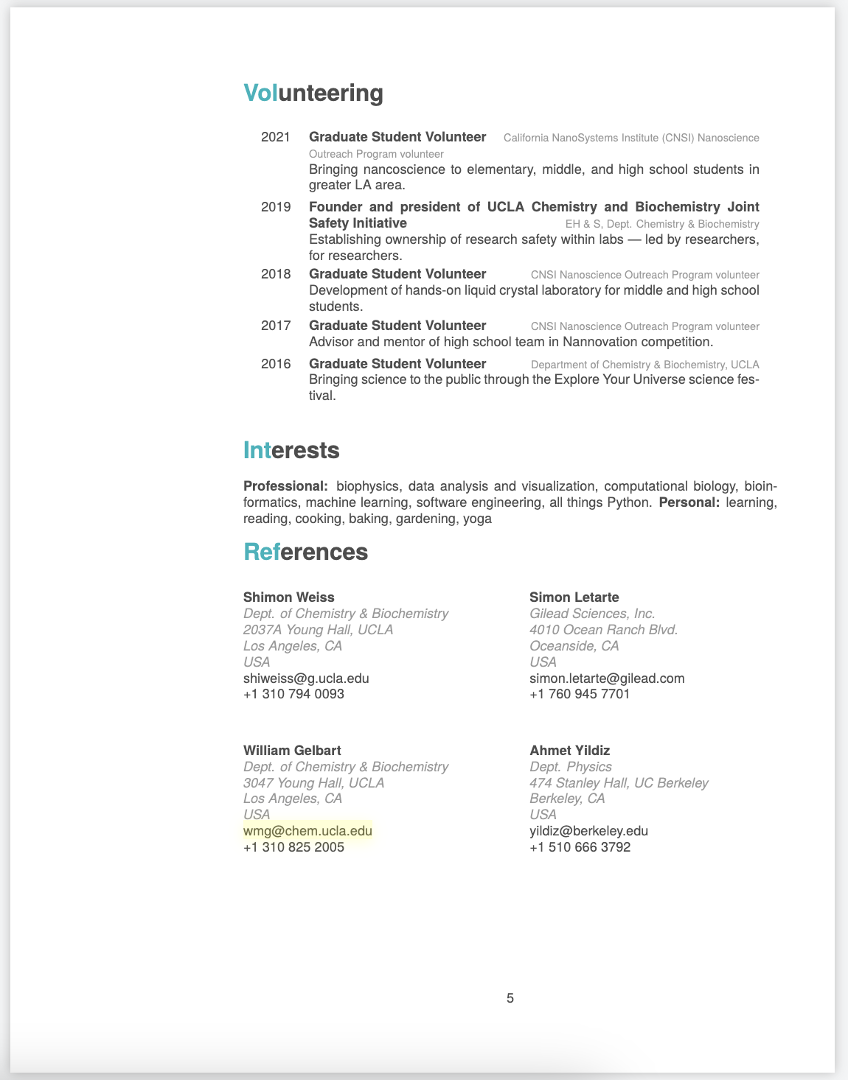 Volunteering
2021 Graduate Student Volunteer California NanoSystems Institute (CNSI) Nanoscience
Outreach Program volunteer
Bringing nancoscience to elementary, middle, and high school students in
greater LA area.
2019 Founder and president of UCLA Chemistry and Biochemistry Joint
Safety Initiative EH & S, Dept. Chemistry & Biochemistry
Establishing ownership of research safety within labs — led by researchers,
for researchers.
2018 Graduate Student Volunteer CNSI Nanoscience Outreach Program volunteer
Development of hands-on liquid crystal laboratory for middle and high school
students.
2017 Graduate Student Volunteer CNSI Nanoscience Outreach Program volunteer
Advisor and mentor of high school team in Nannovation competition.
2016 Graduate Student Volunteer Department of Chemistry & Biochemistry, UCLA
Bringing science to the public through the Explore Your Universe science fes-
tival.
Interests
Professional: biophysics, data analysis and visualization, computational biology, bioin-
formatics, machine learning, software engineering, all things Python. Personal: learning,
reading, cooking, baking, gardening, yoga
References
Shimon Weiss
Dept. of Chemistry & Biochemistry
2037A Young Hall, UCLA
Los Angeles, CA
USA
shiweiss@g.ucla.edu
+1 310 794 0093
Simon Letarte
Gilead Sciences, Inc.
4010 Ocean Ranch Blvd.
Oceanside, CA
USA
simon.letarte@gilead.com
+1 760 945 7701
William Gelbart
Dept. of Chemistry & Biochemistry
3047 Young Hall, UCLA
Los Angeles, CA
USA
wmg@chem.ucla.edu
+1 310 825 2005
Ahmet Yildiz
Dept. Physics
474 Stanley Hall, UC Berkeley
Berkeley, CA
USA
yildiz@berkeley.edu
+1 510 666 3792
5